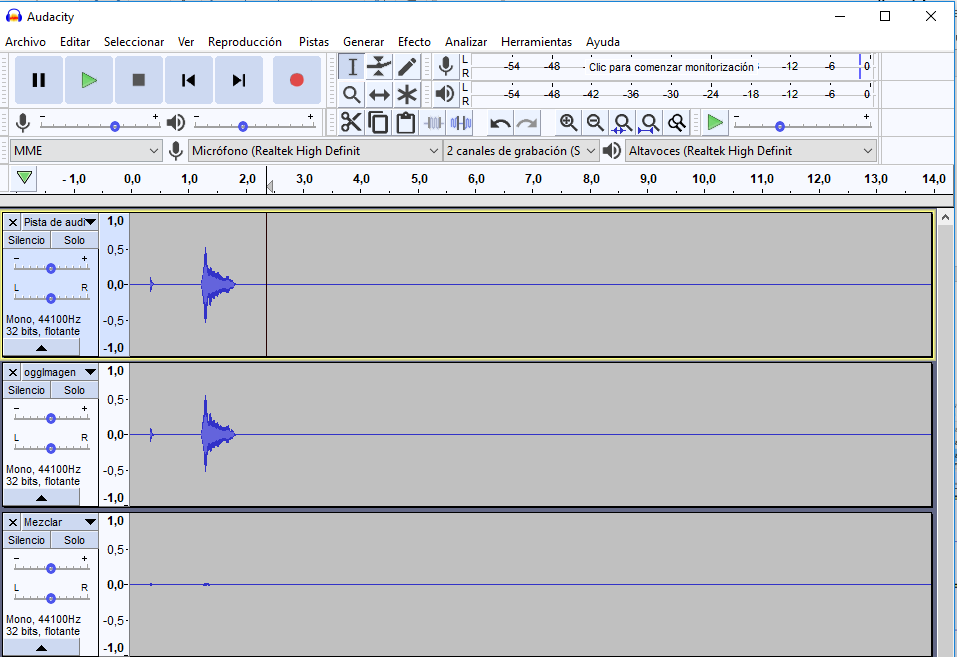 Audacity
Archivo Editar Seleccionar Ver Reproducción Pistas Generar Efecto Analizar Herramientas Ayuda
L R -54 -48 - Clic para comenzar monitorización -12 -6 0
L R -54 -48 -42 -36 -30 -24 -18 -12 -6 0
- + - + - +
MME Micrófono (Realtek High Definit 2 canales de grabación (S Altavoces (Realtek High Definit
- 1,0 0,0 1,0 2,0 3,0 4,0 5,0 6,0 7,0 8,0 9,0 10,0 11,0 12,0 13,0 14,0
X Pista de audi 1,0
Silencio Solo
0,5
- +
L R 0,0
Mono, 44100Hz
-0,5
32 bits, flotante
-1,0
X oggImagen 1,0
Silencio Solo
0,5
- +
L R 0,0
Mono, 44100Hz
-0,5
32 bits, flotante
-1,0
X Mezclar 1,0
Silencio Solo
0,5
- +
L R 0,0
Mono, 44100Hz
-0,5
32 bits, flotante
-1,0